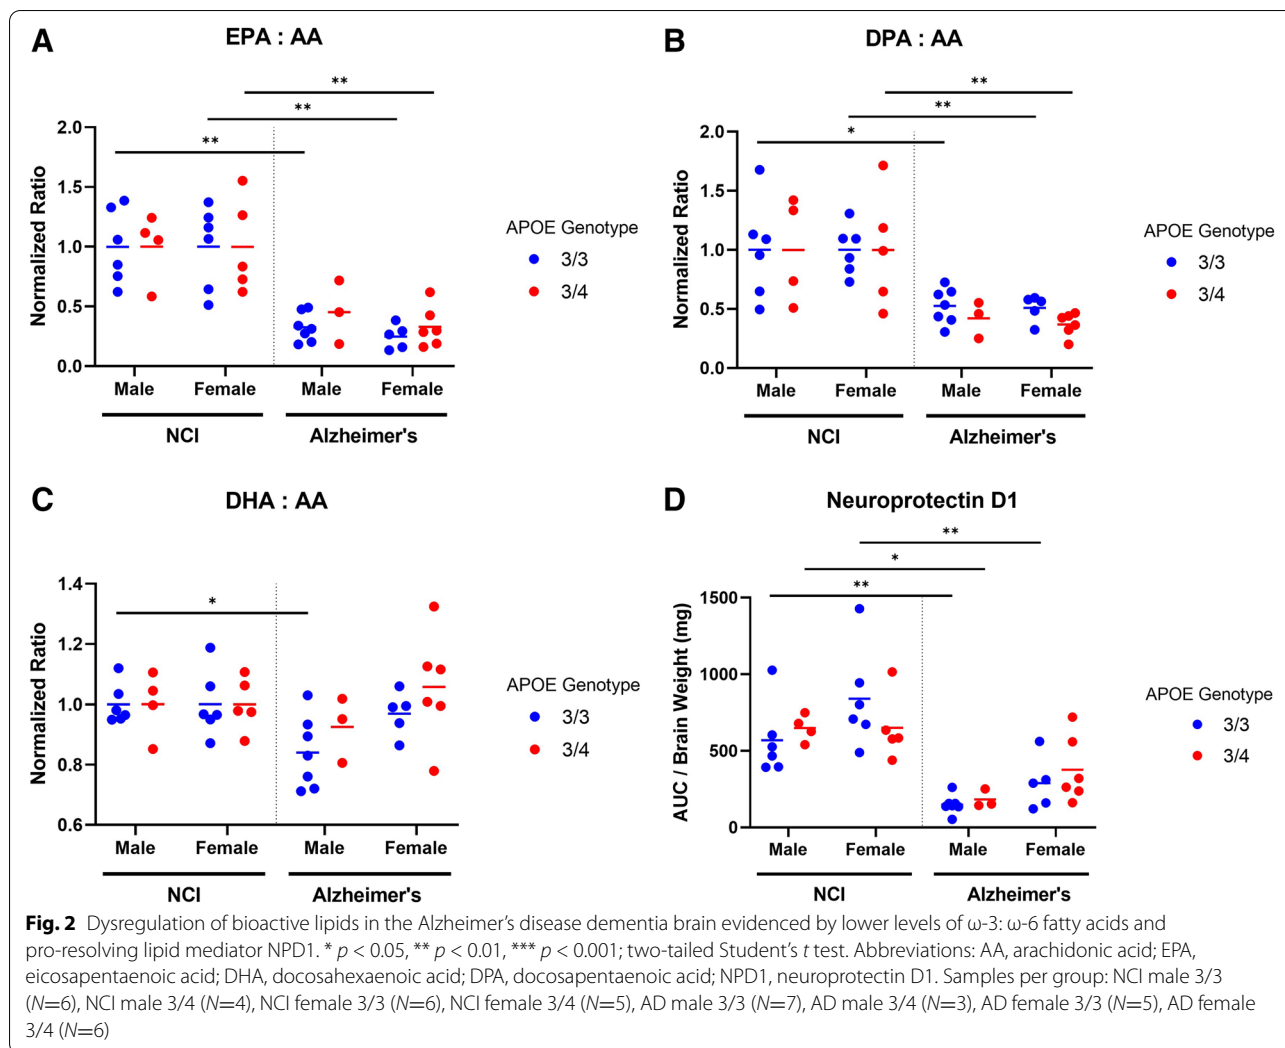 A
EPA : AA
**
**
**
Normalized Ratio
2.0
1.5
1.0
0.5
0.0
Male
Female
Male
Female
NCI
Alzheimer's
APOE Genotype
3/3
3/4
B
DPA : AA
**
**
*
Normalized Ratio
2.0
1.5
1.0
0.5
0.0
Male
Female
Male
Female
NCI
Alzheimer's
APOE Genotype
3/3
3/4
C
DHA : AA
*
Normalized Ratio
1.4
1.2
1.0
0.8
0.6
Male
Female
Male
Female
NCI
Alzheimer's
APOE Genotype
3/3
3/4
D
Neuroprotectin D1
**
*
**
AUC / Brain Weight (mg)
1500
1000
500
0
Male
Female
Male
Female
NCI
Alzheimer's
APOE Genotype
3/3
3/4
Fig. 2 Dysregulation of bioactive lipids in the Alzheimer’s disease dementia brain evidenced by lower levels of ω-3: ω-6 fatty acids and
pro-resolving lipid mediator NPD1. * p < 0.05, ** p < 0.01, *** p < 0.001; two-tailed Student’s t test. Abbreviations: AA, arachidonic acid; EPA,
eicosapentaenoic acid; DHA, docosahexaenoic acid; DPA, docosapentaenoic acid; NPD1, neuroprotectin D1. Samples per group: NCI male 3/3
(N=6), NCI male 3/4 (N=4), NCI female 3/3 (N=6), NCI female 3/4 (N=5), AD male 3/3 (N=7), AD male 3/4 (N=3), AD female 3/3 (N=5), AD female
3/4 (N=6)